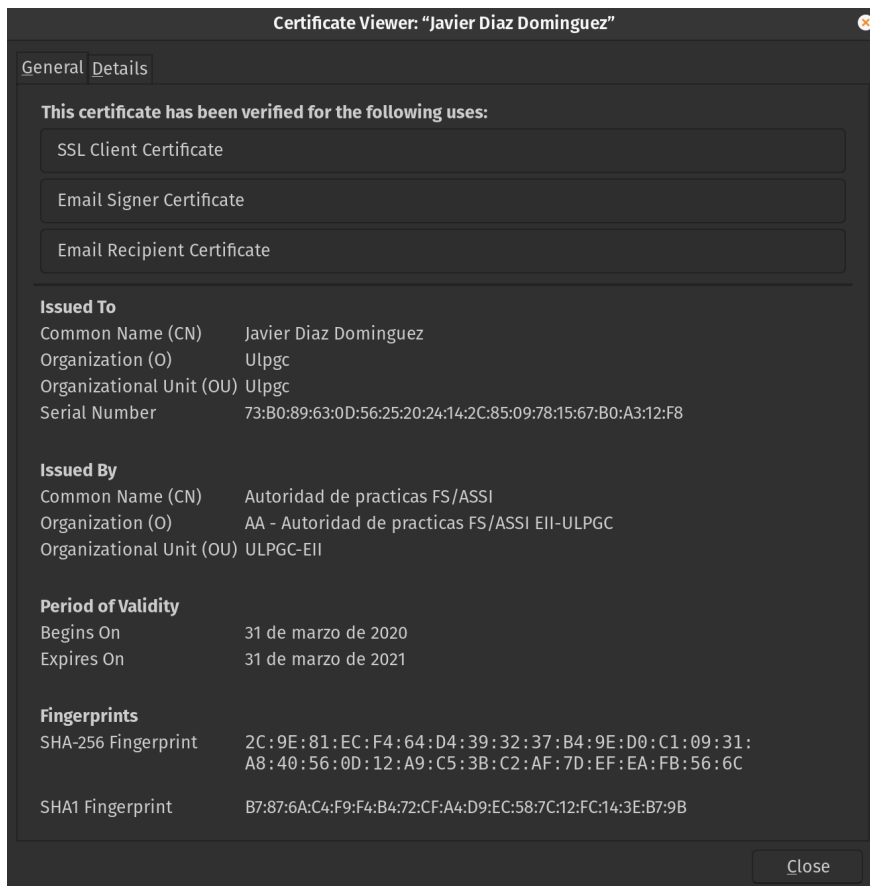 Certificate Viewer: “Javier Diaz Dominguez”
General Details
This certificate has been verified for the following uses:
SSL Client Certificate
Email Signer Certificate
Email Recipient Certificate
Issued To
Common Name (CN) Javier Diaz Dominguez
Organization (O) Ulpgc
Organizational Unit (OU) Ulpgc
Serial Number 73:B0:89:63:0D:56:25:20:24:14:2C:85:09:78:15:67:B0:A3:12:F8
Issued By
Common Name (CN) Autoridad de practicas FS/ASSI
Organization (O) AA - Autoridad de practicas FS/ASSI EII-ULPGC
Organizational Unit (OU) ULPGC-EII
Period of Validity
Begins On 31 de marzo de 2020
Expires On 31 de marzo de 2021
Fingerprints
SHA-256 Fingerprint 2C:9E:81:EC:F4:64:D4:39:32:37:B4:9E:D0:C1:09:31:
A8:40:56:0D:12:A9:C5:3B:C2:AF:7D:EF:EA:FB:56:6C
SHA1 Fingerprint B7:87:6A:C4:F9:F4:B4:72:CF:A4:D9:EC:58:7C:12:FC:14:3E:B7:9B
Close